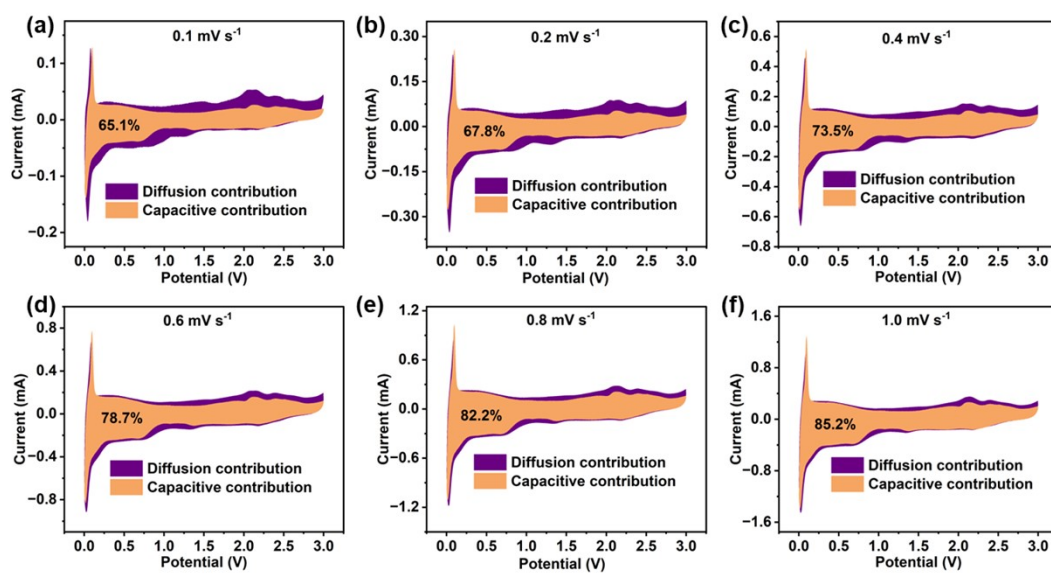 (a)
0.1 mV s⁻¹
0.1
0.0
−0.1
−0.2
Current (mA)
65.1%
Diffusion contribution
Capacitive contribution
0.0 0.5 1.0 1.5 2.0 2.5 3.0
Potential (V)
(b)
0.2 mV s⁻¹
0.30
0.15
0.00
−0.15
−0.30
Current (mA)
67.8%
Diffusion contribution
Capacitive contribution
0.0 0.5 1.0 1.5 2.0 2.5 3.0
Potential (V)
(c)
0.4 mV s⁻¹
0.6
0.4
0.2
0.0
−0.2
−0.4
−0.6
−0.8
Current (mA)
73.5%
Diffusion contribution
Capacitive contribution
0.0 0.5 1.0 1.5 2.0 2.5 3.0
Potential (V)
(d)
0.6 mV s⁻¹
0.8
0.4
0.0
−0.4
−0.8
Current (mA)
78.7%
Diffusion contribution
Capacitive contribution
0.0 0.5 1.0 1.5 2.0 2.5 3.0
Potential (V)
(e)
0.8 mV s⁻¹
1.2
0.6
0.0
−0.6
−1.2
Current (mA)
82.2%
Diffusion contribution
Capacitive contribution
0.0 0.5 1.0 1.5 2.0 2.5 3.0
Potential (V)
(f)
1.0 mV s⁻¹
1.6
0.8
0.0
−0.8
−1.6
Current (mA)
85.2%
Diffusion contribution
Capacitive contribution
0.0 0.5 1.0 1.5 2.0 2.5 3.0
Potential (V)